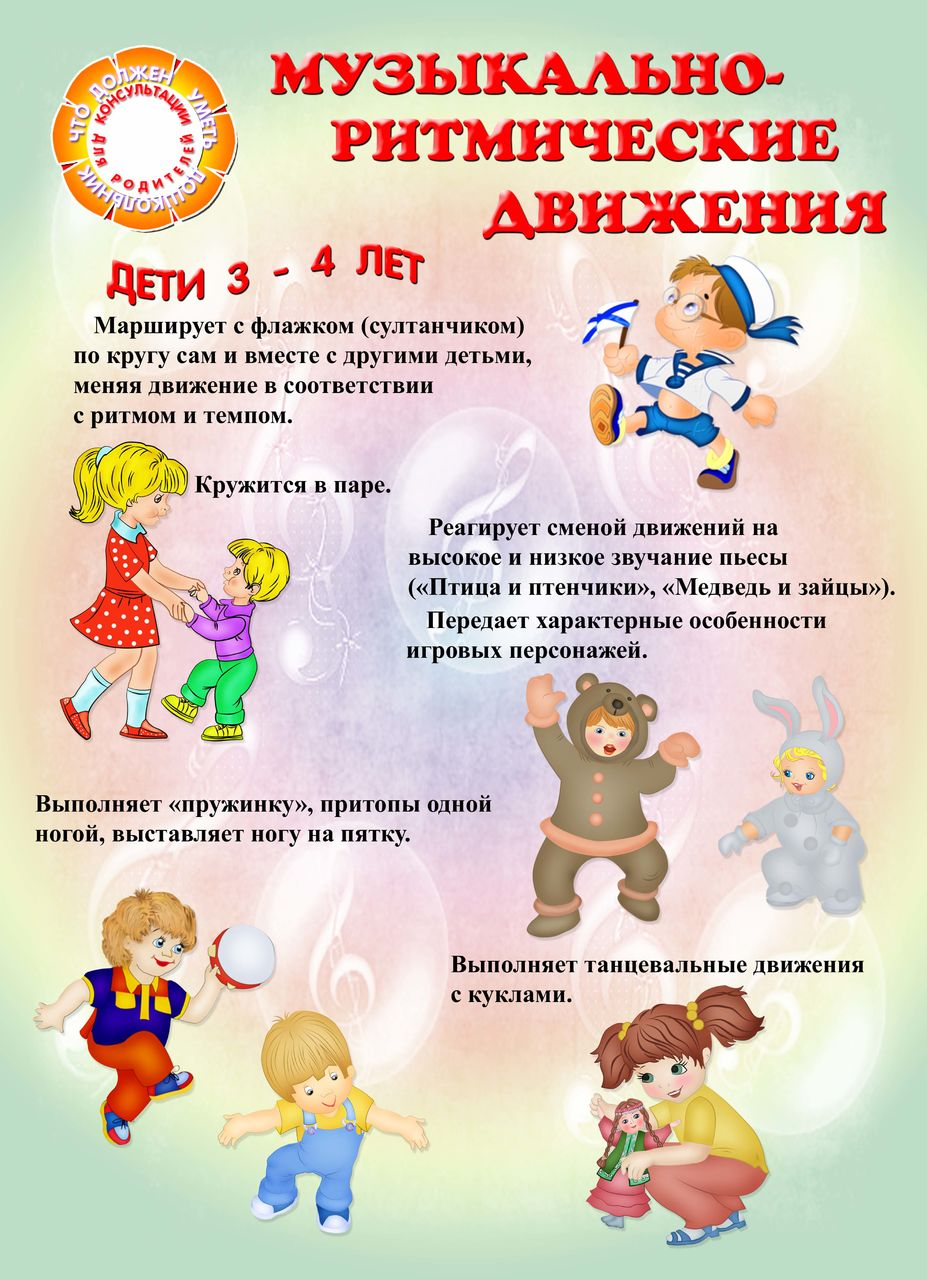 ЧТО ДОЛЖЕН УМЕТЬ
ДОШКОЛЬНИК
КОНСУЛЬТАЦИИ
ДЛЯ РОДИТЕЛЕЙ
МУЗЫКАЛЬНО-
РИТМИЧЕСКИЕ
ДВИЖЕНИЯ
ДЕТИ 3 - 4 ЛЕТ
Марширует с флажком (султанчиком)
по кругу сам и вместе с другими детьми,
меняя движение в соответствии
с ритмом и темпом.
Кружится в паре.
Реагирует сменой движений на
высокое и низкое звучание пьесы
(«Птица и птенчики», «Медведь и зайцы»).
Передает характерные особенности
игровых персонажей.
Выполняет «пружинку», притопы одной
ногой, выставляет ногу на пятку.
Выполняет танцевальные движения
с куклами.